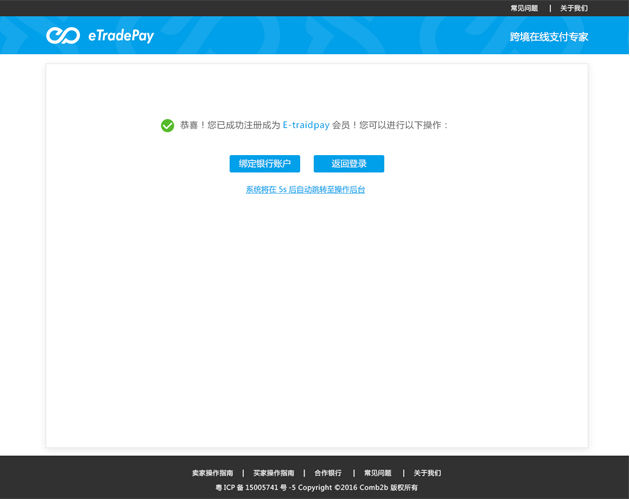 常见问题 | 关于我们
eTradePay
跨境在线支付专家
恭喜！您已成功注册成为 E-traidpay 会员！您可以进行以下操作：
绑定银行账户 返回登录
系统将在 5s 后自动跳转至操作后台
卖家操作指南 | 买家操作指南 | 合作银行 | 常见问题 | 关于我们
粤 ICP 备 15005741 号 -5 Copyright ©2016 Comb2b 版权所有